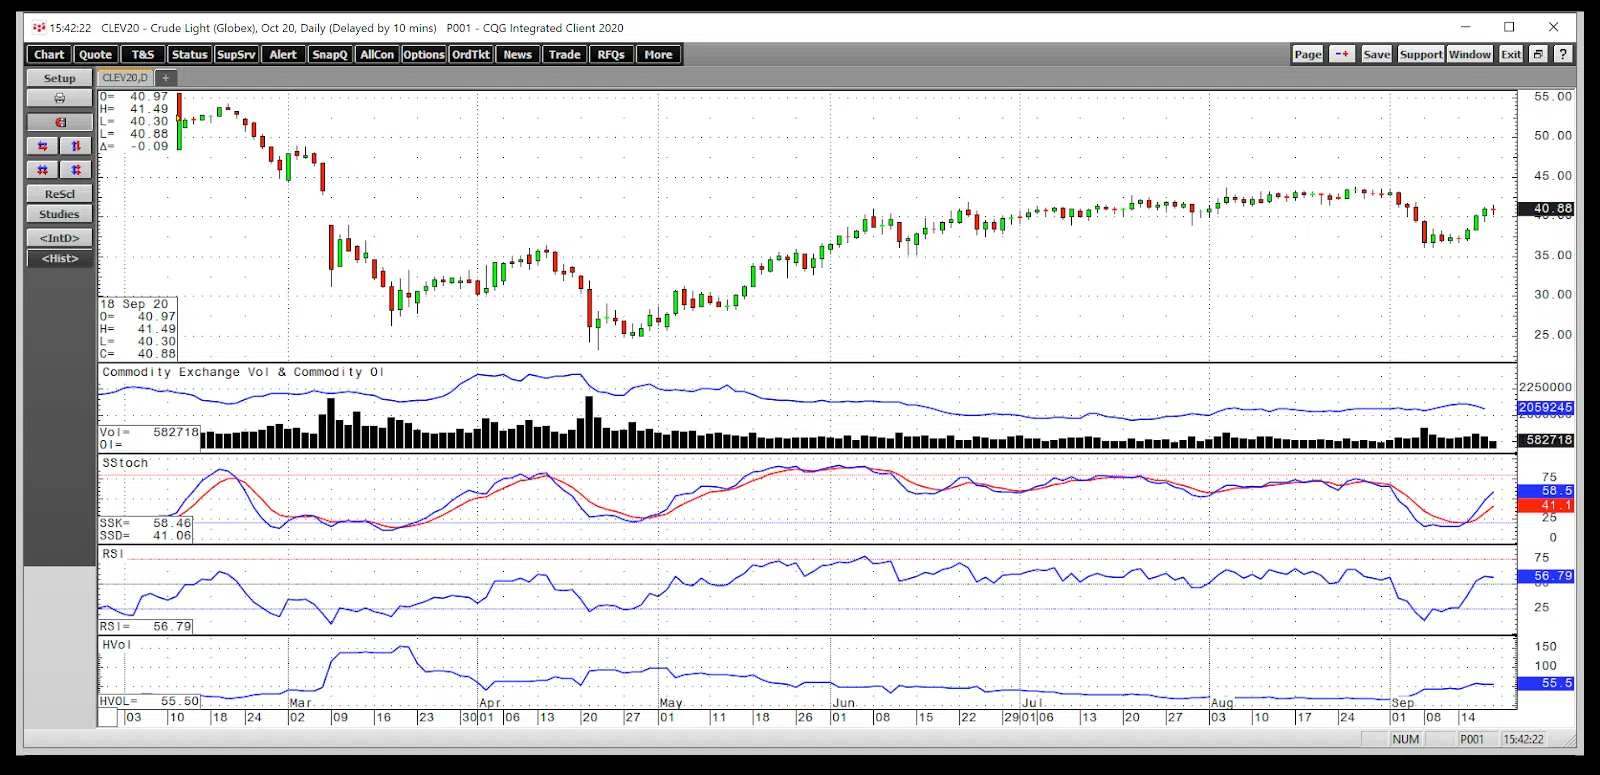 15:42:22 CLEV20 - Crude Light (Globex), Oct 20, Daily (Delayed by 10 mins) P001 - CQG Integrated Client 2020
Chart Quote T&S Status SupSrv Alert SnapQ AllCon Options OrdTkt News Trade RFQs More Page -+ Save Support Window Exit ?
Setup
CLEV20,D +
ReScl
Studies
<IntD>
<Hist>
O= 40.97
H= 41.49
L= 40.30
L= 40.88
Δ= -0.09
55.00
50.00
45.00
40.88
35.00
30.00
25.00
18 Sep 20
O= 40.97
H= 41.49
L= 40.30
C= 40.88
Commodity Exchange Vol & Commodity OI
2250000
2059245
Vol= 582718
OI=
582718
SStoch
75
58.5
41.1
25
0
SSK= 58.46
SSD= 41.06
RSI
75
56.79
25
RSI= 56.79
HVol
150
100
55.5
HVOL= 55.50
Mar Apr May Jun Jul Aug Sep
03 10 18 24 02 09 16 23 30 01 06 13 20 27 01 11 18 26 01 08 15 22 29 01 06 13 20 27 03 10 17 24 01 08 14
NUM P001 15:42:22